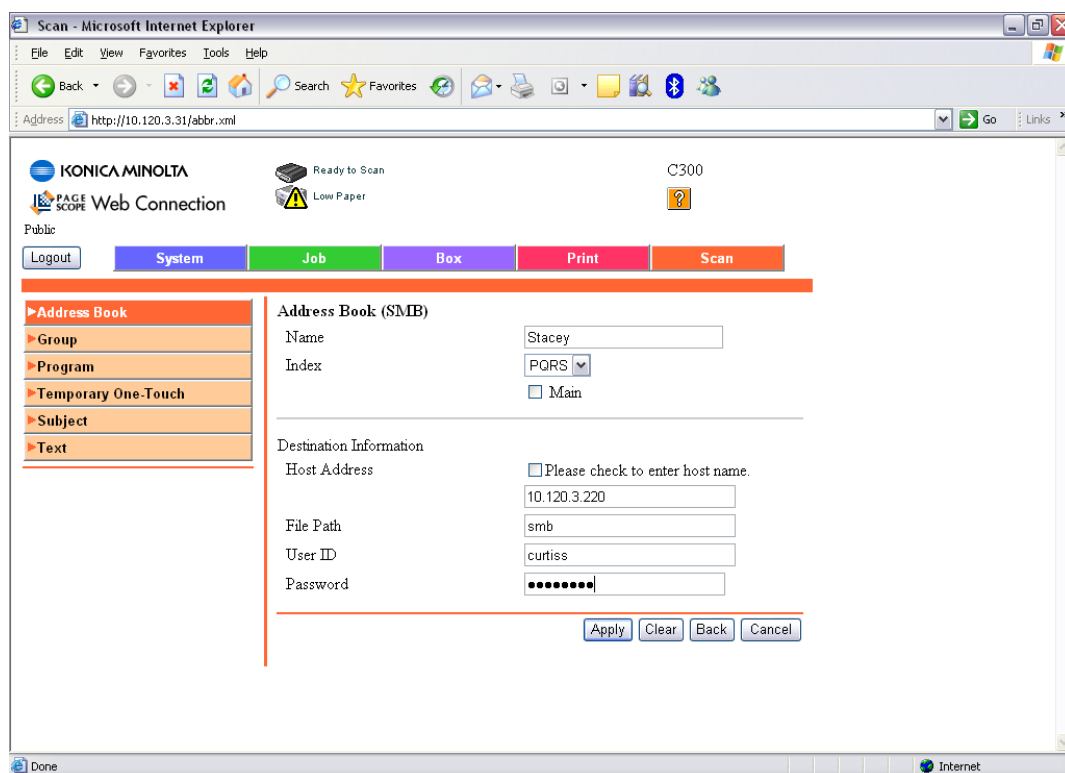 Scan - Microsoft Internet Explorer
File Edit View Favorites Tools Help
Back Search Favorites
Address http://10.120.3.31/abbr.xml Go Links »
KONICA MINOLTA Ready to Scan C300
PAGE SCOPE Web Connection Low Paper ?
Public
Logout System Job Box Print Scan
Address Book
Group
Program
Temporary One-Touch
Subject
Text
Address Book (SMB)
Name Stacey
Index PQRS
Main
Destination Information
Host Address Please check to enter host name.
10.120.3.220
File Path smb
User ID curtiss
Password ●●●●●●●●
Apply Clear Back Cancel
Done Internet